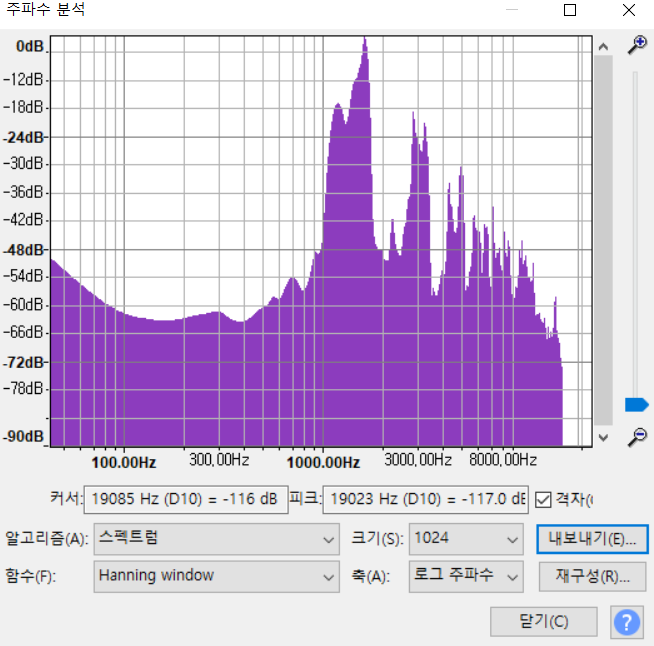 주파수 분석
0dB
-12dB
-18dB
-24dB
-30dB
-36dB
-42dB
-48dB
-54dB
-60dB
-66dB
-72dB
-78dB
-90dB
100.00Hz 300,00Hz 1000.00Hz 3000,00Hz 8000,00Hz
커서: 19085 Hz (D10) = -116 dB 피크: 19023 Hz (D10) = -117.0 dB 격자(
알고리즘(A): 스펙트럼 크기(S): 1024 내보내기(E)...
함수(F): Hanning window 축(A): 로그 주파수 재구성(R)...
닫기(C) ?